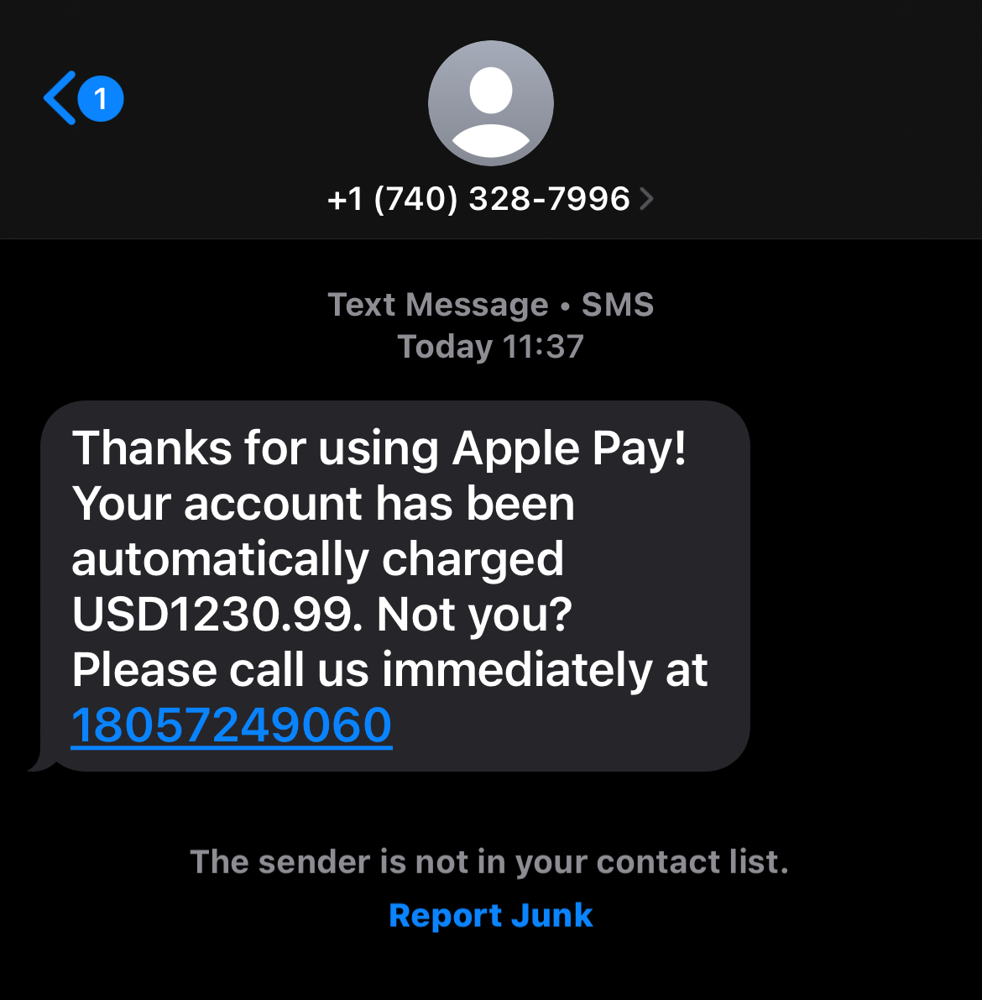 1
+1 (740) 328-7996
Text Message • SMS
Today 11:37
Thanks for using Apple Pay!
Your account has been
automatically charged
USD1230.99. Not you?
Please call us immediately at
18057249060
The sender is not in your contact list.
Report Junk